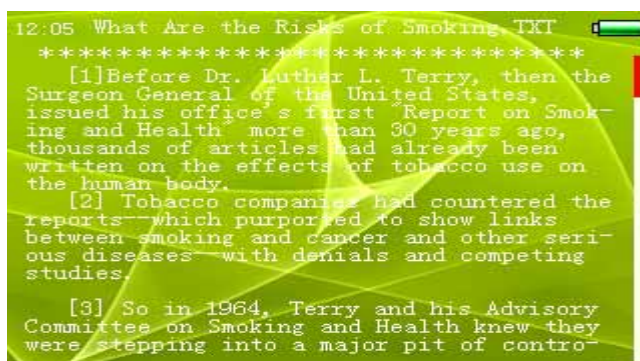 12:05 What Are the Risks of Smoking.TXT
***************************
[1]Before Dr. Luther L. Terry, then the
Surgeon General of the United States,
issued his office's first "Report on Smok-
ing and Health" more than 30 years ago,
thousands of articles had already been
written on the effects of tobacco use on
the human body.
[2] Tobacco companies had countered the
reports--which purported to show links
between smoking and cancer and other seri-
ous diseases--with denials and competing
studies.
[3] So in 1964, Terry and his Advisory
Committee on Smoking and Health knew they
were stepping into a major pit of contro-